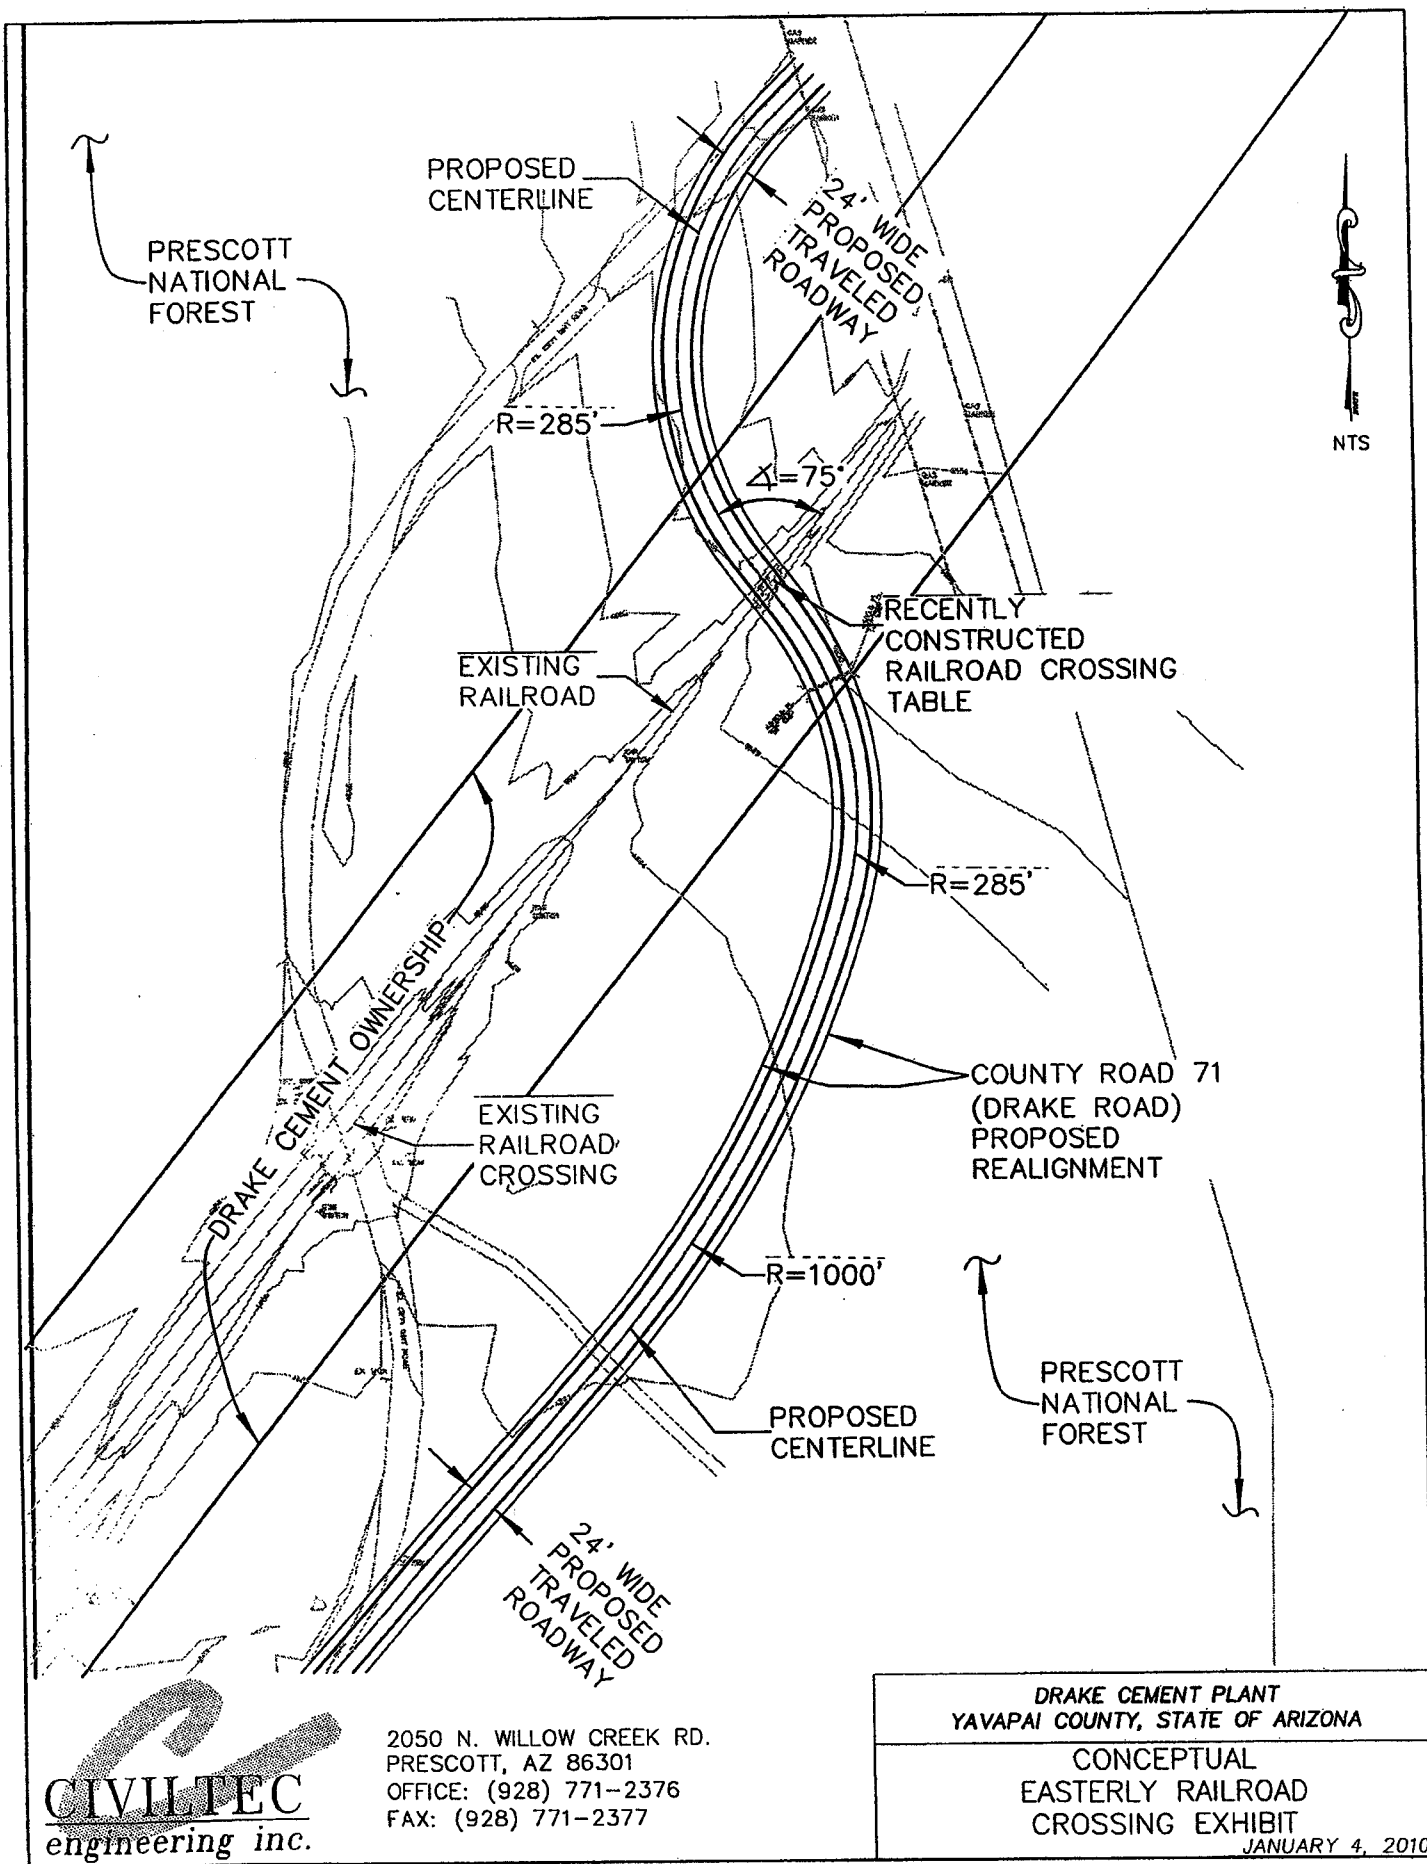 GAS
MARKER
PROPOSED
CENTERLINE
24' WIDE
PROPOSED
TRAVELED
ROADWAY
PRESCOTT
NATIONAL
FOREST
R=285'
∡=75°
NTS
RECENTLY
CONSTRUCTED
RAILROAD CROSSING
TABLE
EXISTING
RAILROAD
R=285'
DRAKE CEMENT OWNERSHIP
EXISTING
RAILROAD
CROSSING
COUNTY ROAD 71
(DRAKE ROAD)
PROPOSED
REALIGNMENT
R=1000'
PRESCOTT
NATIONAL
FOREST
PROPOSED
CENTERLINE
24' WIDE
PROPOSED
TRAVELED
ROADWAY
CIVILTEC
engineering inc.
2050 N. WILLOW CREEK RD.
PRESCOTT, AZ 86301
OFFICE: (928) 771-2376
FAX: (928) 771-2377
DRAKE CEMENT PLANT
YAVAPAI COUNTY, STATE OF ARIZONA
CONCEPTUAL
EASTERLY RAILROAD
CROSSING EXHIBIT
JANUARY 4, 2010